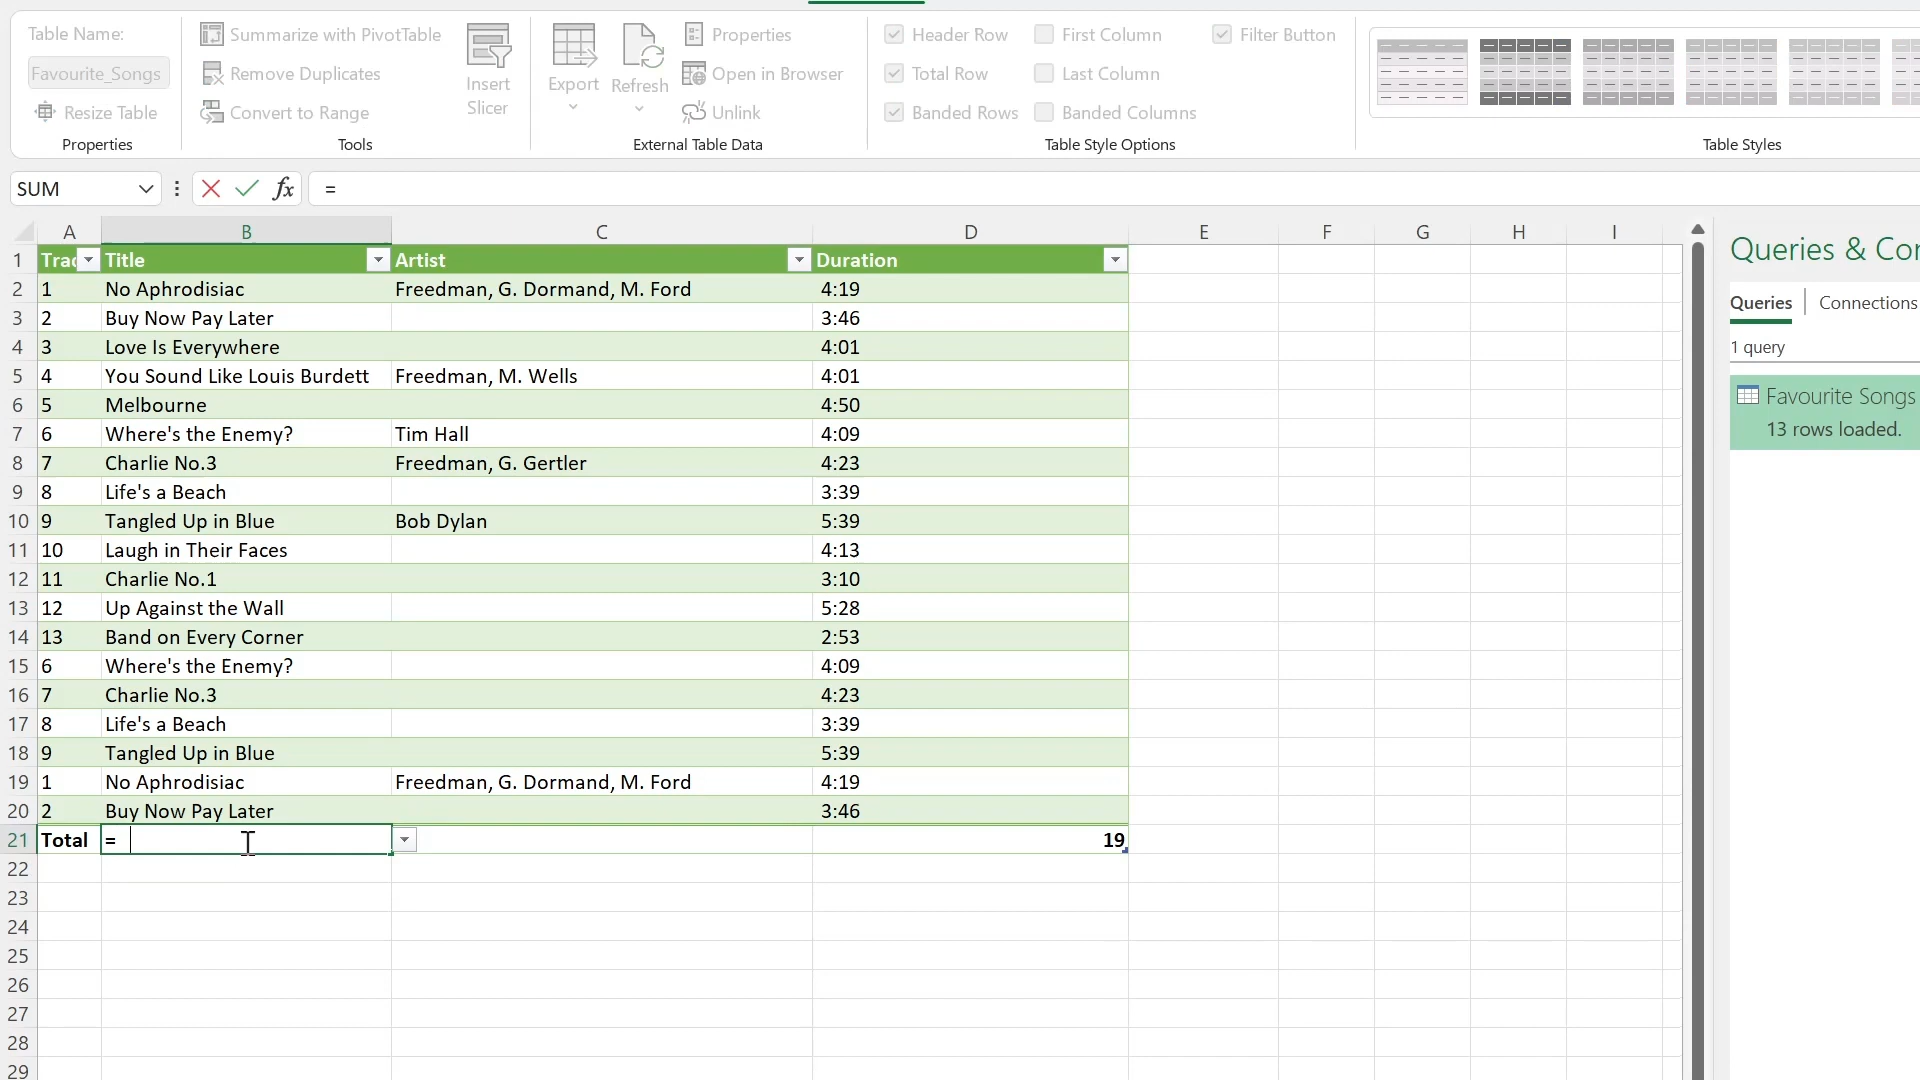 Table Name:
Favourite_Songs
Resize Table
Properties
Summarize with PivotTable
Remove Duplicates
Convert to Range
Tools
Insert
Slicer
Export
Refresh
Properties
Open in Browser
Unlink
External Table Data
Header Row
First Column
Filter Button
Total Row
Last Column
Banded Rows
Banded Columns
Table Style Options
Table Styles
SUM
fx
=
A B C D E F G H I
1 Trac Title Artist Duration
2 1 No Aphrodisiac Freedman, G. Dormand, M. Ford 4:19
3 2 Buy Now Pay Later 3:46
4 3 Love Is Everywhere 4:01
5 4 You Sound Like Louis Burdett Freedman, M. Wells 4:01
6 5 Melbourne 4:50
7 6 Where's the Enemy? Tim Hall 4:09
8 7 Charlie No.3 Freedman, G. Gertler 4:23
9 8 Life's a Beach 3:39
10 9 Tangled Up in Blue Bob Dylan 5:39
11 10 Laugh in Their Faces 4:13
12 11 Charlie No.1 3:10
13 12 Up Against the Wall 5:28
14 13 Band on Every Corner 2:53
15 6 Where's the Enemy? 4:09
16 7 Charlie No.3 4:23
17 8 Life's a Beach 3:39
18 9 Tangled Up in Blue 5:39
19 1 No Aphrodisiac Freedman, G. Dormand, M. Ford 4:19
20 2 Buy Now Pay Later 3:46
21 Total = 19
22
23
24
25
26
27
28
29
Queries & Cor
Queries Connections
1 query
Favourite Songs
13 rows loaded.